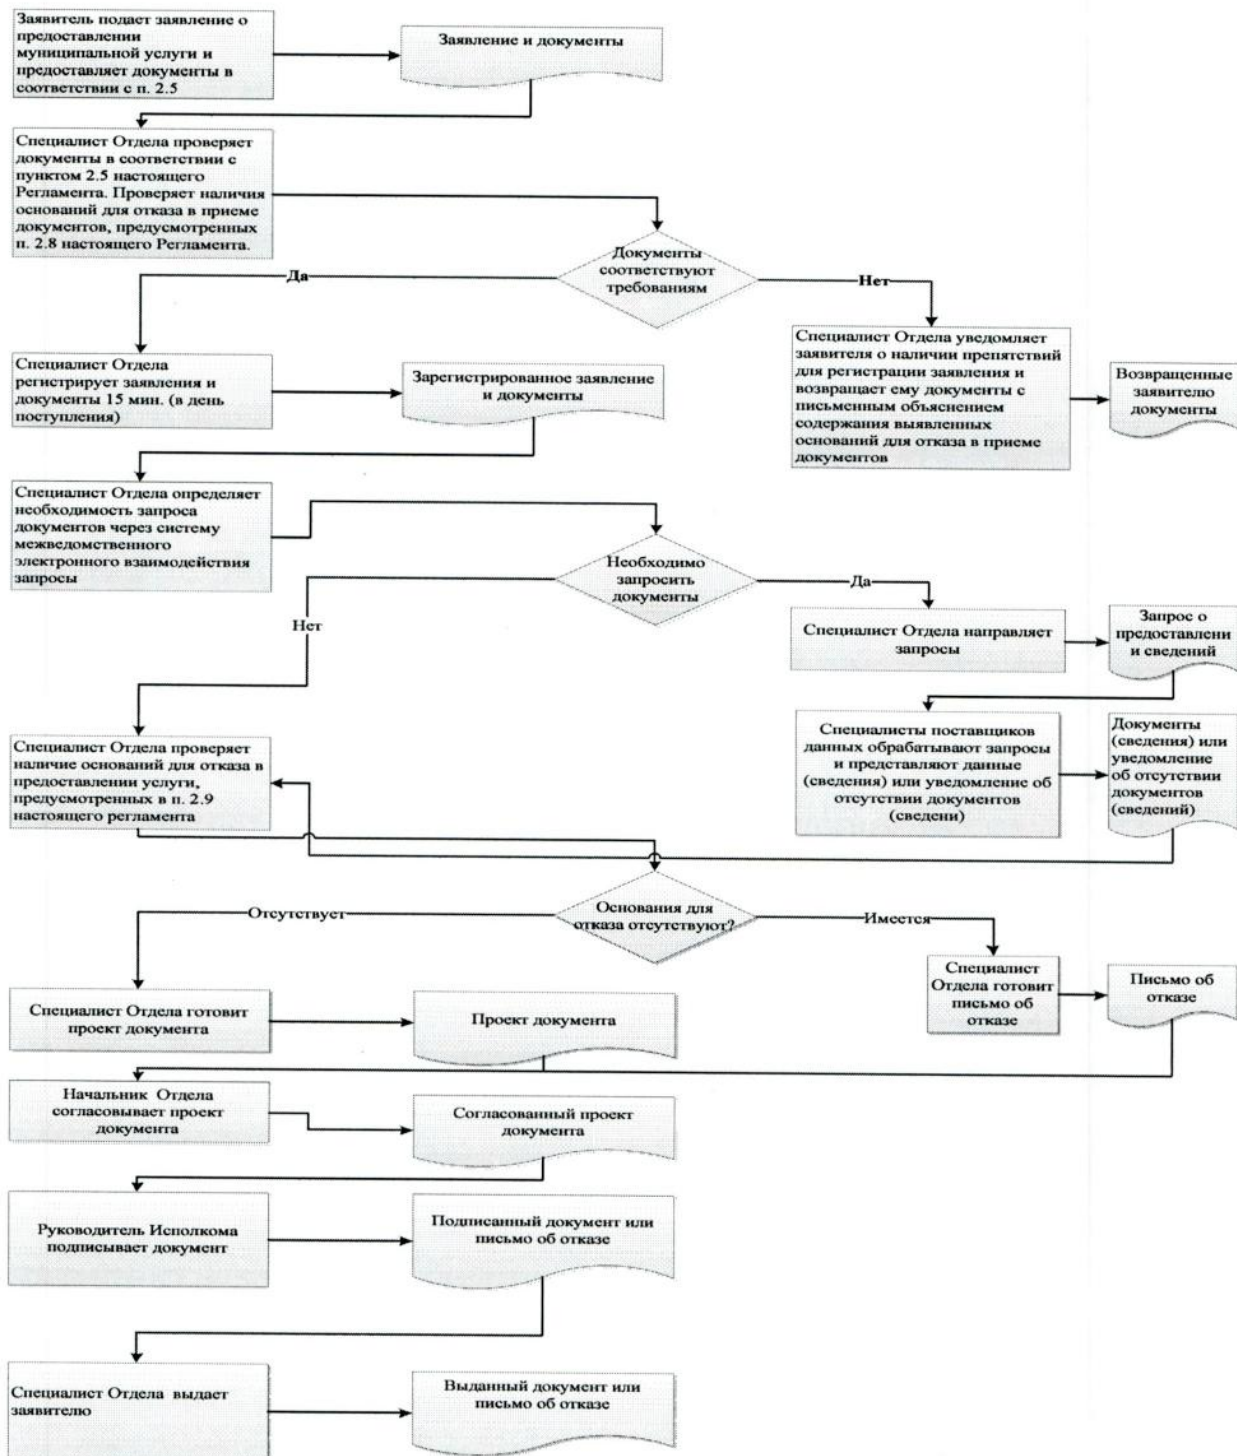 Заявитель подает заявление о
предоставлении
муниципальной услуги и
предоставляет документы в
соответствии с п. 2.5
Заявление и документы
Специалист Отдела проверяет
документы в соответствии с
пунктом 2.5 настоящего
Регламента. Проверяет наличия
оснований для отказа в приеме
документов, предусмотренных
п. 2.8 настоящего Регламента.
Документы
соответствуют
требованиям
Да
Нет
Специалист Отдела
регистрирует заявления и
документы 15 мин. (в день
поступления)
Зарегистрированное заявление
и документы
Специалист Отдела уведомляет
заявителя о наличии препятствий
для регистрации заявления и
возвращает ему документы с
письменным объяснением
содержания выявленных
оснований для отказа в приеме
документов
Возвращенные
заявителю
документы
Специалист Отдела определяет
необходимость запроса
документов через систему
межведомственного
электронного взаимодействия
запросы
Необходимо
запросить
документы
Да
Нет
Специалист Отдела направляет
запросы
Запрос о
предоставлени
и сведений
Специалист Отдела проверяет
наличие оснований для отказа в
предоставлении услуги,
предусмотренных в п. 2.9
настоящего регламента
Специалисты поставщиков
данных обрабатывают запросы
и представляют данные
(сведения) или уведомление об
отсутствии документов
(сведени)
Документы
(сведения) или
уведомление
об отсутствии
документов
(сведений)
Основания для
отказа отсутствуют?
Отсутствует
Имеется
Специалист
Отдела готовит
письмо об
отказе
Письмо об
отказе
Специалист Отдела готовит
проект документа
Проект документа
Начальник Отдела
согласовывает проект
документа
Согласованный проект
документа
Руководитель Исполкома
подписывает документ
Подписанный документ или
письмо об отказе
Специалист Отдела выдает
заявителю
Выданный документ или
письмо об отказе